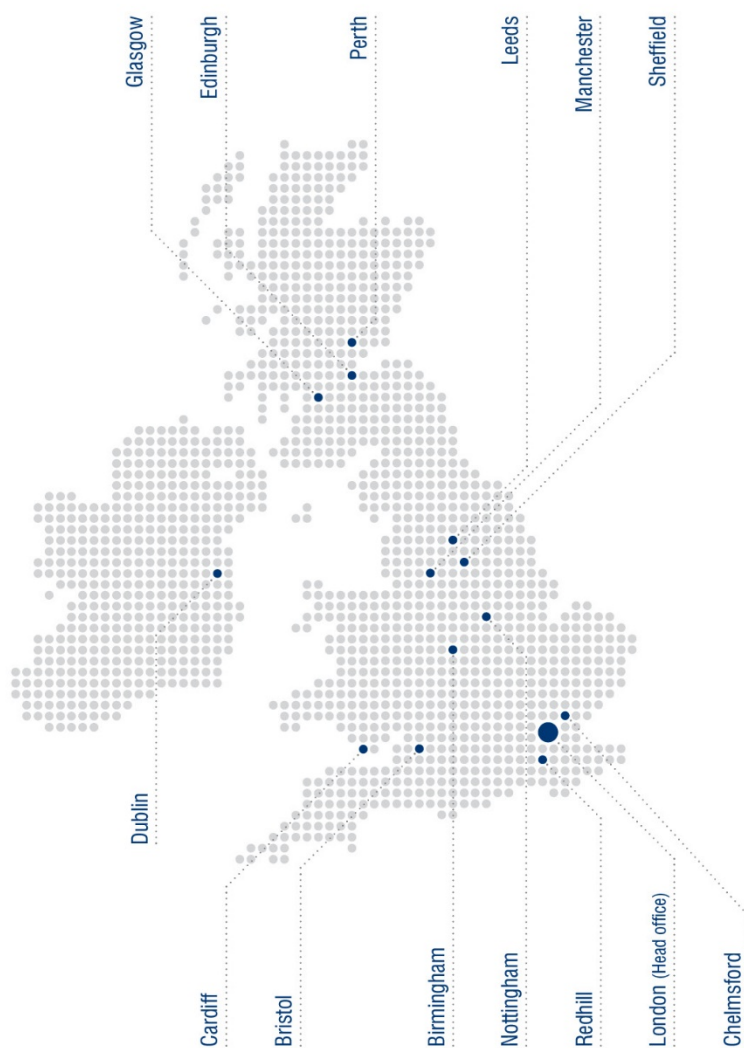 Glasgow
Edinburgh
Perth
Leeds
Manchester
Sheffield
Dublin
Cardiff
Bristol
Birmingham
Nottingham
Redhill
London (Head office)
Chelmsford